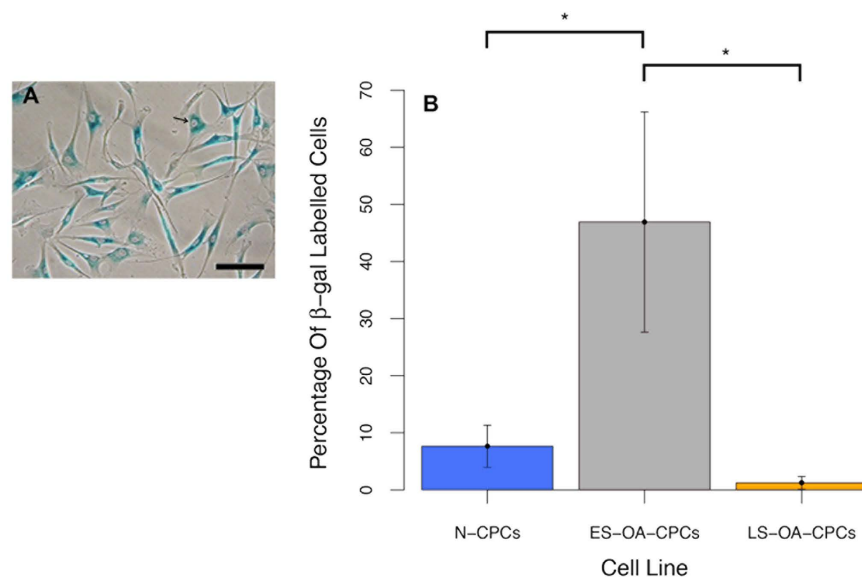 *
*
A
B
Percentage Of β−gal Labelled Cells
70
60
50
40
30
20
10
0
N−CPCs
ES−OA−CPCs
LS−OA−CPCs
Cell Line